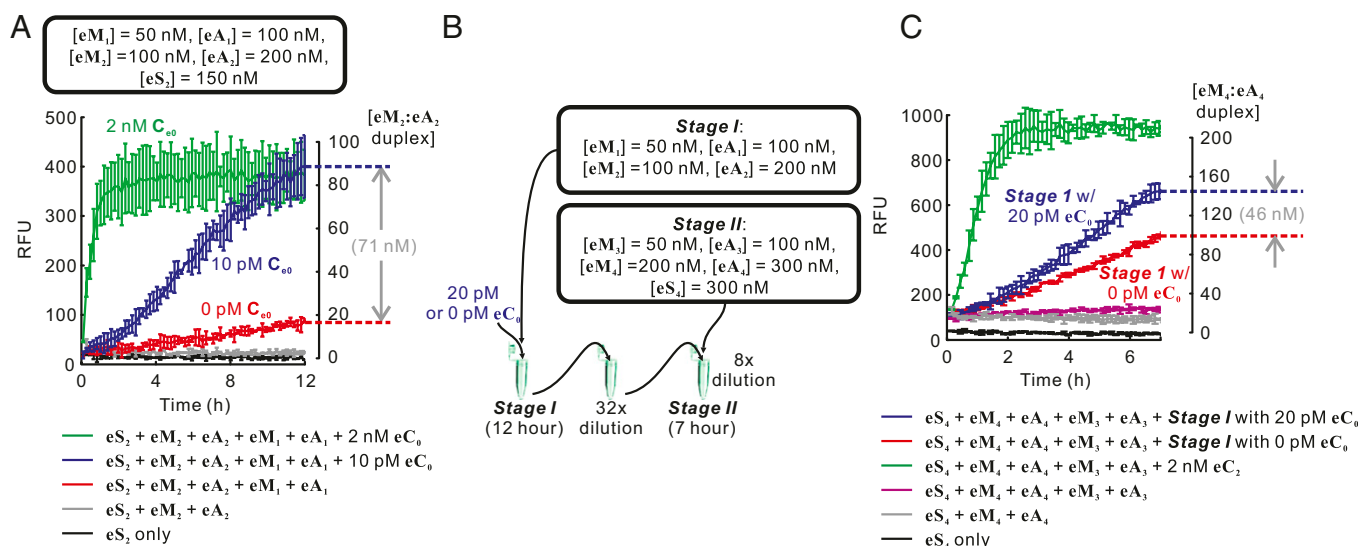 A
[eM₁] = 50 nM, [eA₁] = 100 nM,
[eM₂] =100 nM, [eA₂] = 200 nM,
[eS₂] = 150 nM
[eM₂:eA₂
duplex]
500
400
300
200
100
0
RFU
2 nM Cₑ₀
10 pM Cₑ₀
0 pM Cₑ₀
(71 nM)
100
80
60
40
20
0
0 4 8 12
Time (h)
eS₂ + eM₂ + eA₂ + eM₁ + eA₁ + 2 nM eC₀
eS₂ + eM₂ + eA₂ + eM₁ + eA₁ + 10 pM eC₀
eS₂ + eM₂ + eA₂ + eM₁ + eA₁
eS₂ + eM₂ + eA₂
eS₂ only
B
Stage I:
[eM₁] = 50 nM, [eA₁] = 100 nM,
[eM₂] =100 nM, [eA₂] = 200 nM
Stage II:
[eM₃] = 50 nM, [eA₃] = 100 nM,
[eM₄] =200 nM, [eA₄] = 300 nM,
[eS₄] = 300 nM
20 pM
or 0 pM eC₀
8x
dilution
Stage I
(12 hour)
32x
dilution
Stage II
(7 hour)
C
[eM₄:eA₄
duplex]
1000
800
600
400
200
0
RFU
Stage 1 w/
20 pM eC₀
Stage 1 w/
0 pM eC₀
(46 nM)
200
160
120
80
40
0
0 2 4 6
Time (h)
eS₄ + eM₄ + eA₄ + eM₃ + eA₃ + Stage I with 20 pM eC₀
eS₄ + eM₄ + eA₄ + eM₃ + eA₃ + Stage I with 0 pM eC₀
eS₄ + eM₄ + eA₄ + eM₃ + eA₃ + 2 nM eC₂
eS₄ + eM₄ + eA₄ + eM₃ + eA₃
eS₄ + eM₄ + eA₄
eS₄ only